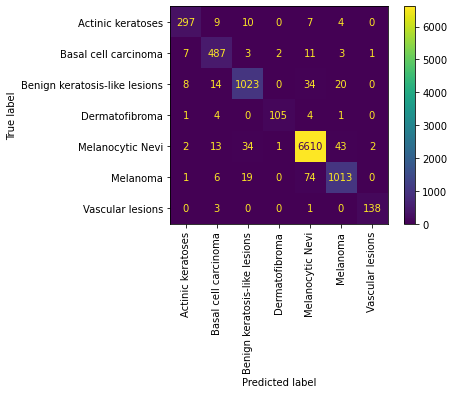 True label
Actinic keratoses 297 9 10 0 7 4 0
Basal cell carcinoma 7 487 3 2 11 3 1
Benign keratosis-like lesions 8 14 1023 0 34 20 0
Dermatofibroma 1 4 0 105 4 1 0
Melanocytic Nevi 2 13 34 1 6610 43 2
Melanoma 1 6 19 0 74 1013 0
Vascular lesions 0 3 0 0 1 0 138
Actinic keratoses
Basal cell carcinoma
Benign keratosis-like lesions
Dermatofibroma
Melanocytic Nevi
Melanoma
Vascular lesions
Predicted label
6000
5000
4000
3000
2000
1000
0